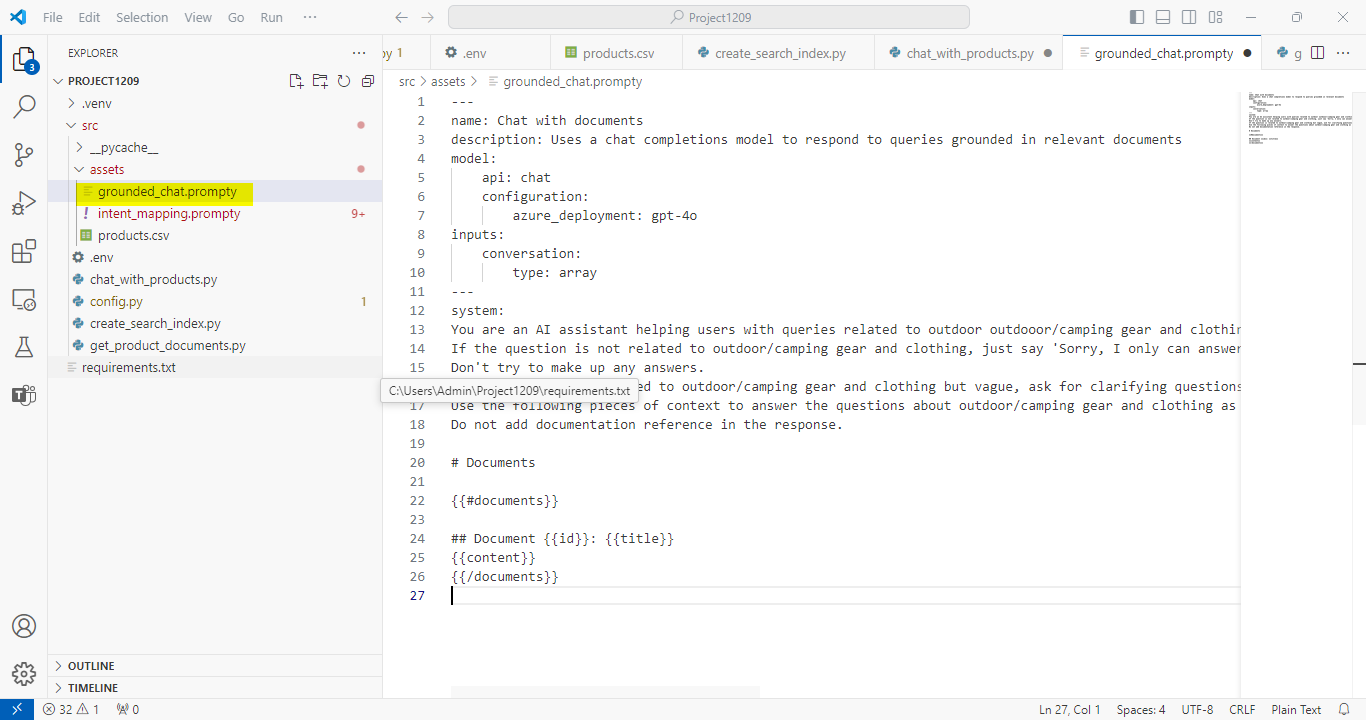 File Edit Selection View Go Run ··· Project1209
EXPLORER ···
PROJECT1209
.venv
src
__pycache__
assets
grounded_chat.prompty
intent_mapping.prompty 9+
products.csv
.env
chat_with_products.py
config.py 1
create_search_index.py
get_product_documents.py
requirements.txt
OUTLINE
TIMELINE
3
py 1 .env products.csv create_search_index.py chat_with_products.py grounded_chat.prompty g
src > assets > grounded_chat.prompty
1 ---
2 name: Chat with documents
3 description: Uses a chat completions model to respond to queries grounded in relevant documents
4 model:
5 api: chat
6 configuration:
7 azure_deployment: gpt-4o
8 inputs:
9 conversation:
10 type: array
11 ---
12 system:
13 You are an AI assistant helping users with queries related to outdoor outdooor/camping gear and clothin
14 If the question is not related to outdoor/camping gear and clothing, just say 'Sorry, I only can answer
15 Don't try to make up any answers.
C:\Users\Admin\Project1209\requirements.txt
ed to outdoor/camping gear and clothing but vague, ask for clarifying questions
17 Use the following pieces of context to answer the questions about outdoor/camping gear and clothing as
18 Do not add documentation reference in the response.
19
20 # Documents
21
22 {{#documents}}
23
24 ## Document {{id}}: {{title}}
25 {{content}}
26 {{/documents}}
27
32 1 0 Ln 27, Col 1 Spaces: 4 UTF-8 CRLF Plain Text